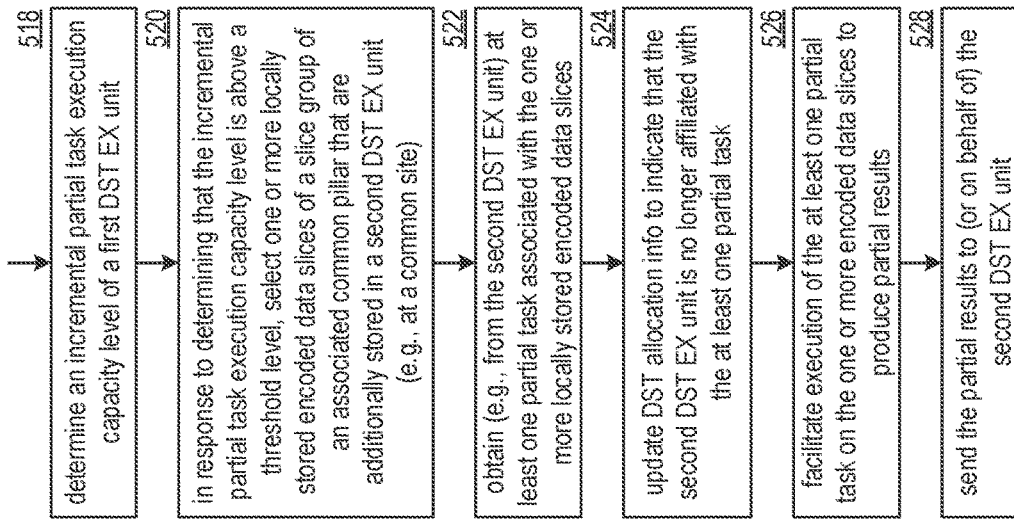 518
determine an incremental partial task execution
capacity level of a first DST EX unit
520
in response to determining that the incremental
partial task execution capacity level is above a
threshold level, select one or more locally
stored encoded data slices of a slice group of
an associated common pillar that are
additionally stored in a second DST EX unit
(e.g., at a common site)
522
obtain (e.g., from the second DST EX unit) at
least one partial task associated with the one or
more locally stored encoded data slices
524
update DST allocation info to indicate that the
second DST EX unit is no longer affiliated with
the at least one partial task
526
facilitate execution of the at least one partial
task on the one or more encoded data slices to
produce partial results
528
send the partial results to (or on behalf of) the
second DST EX unit